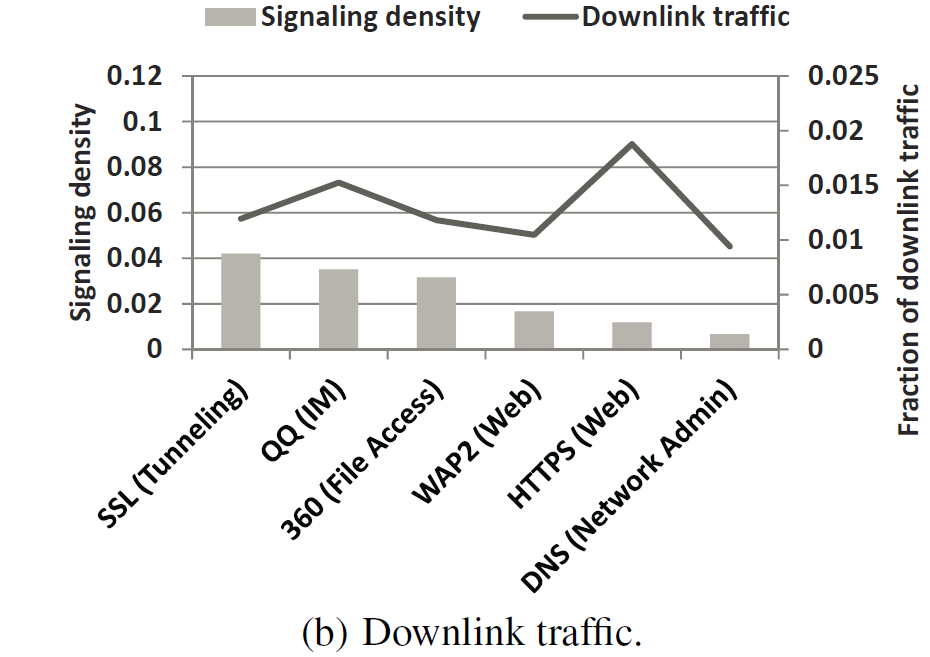 Signaling density
Downlink traffic
Signaling density
0.12
0.1
0.08
0.06
0.04
0.02
0
0.025
0.02
0.015
0.01
0.005
0
Fraction of downlink traffic
SSL (Tunneling)
QQ (IM)
360 (File Access)
WAP2 (Web)
HTTPS (Web)
DNS (Network Admin)
(b) Downlink traffic.